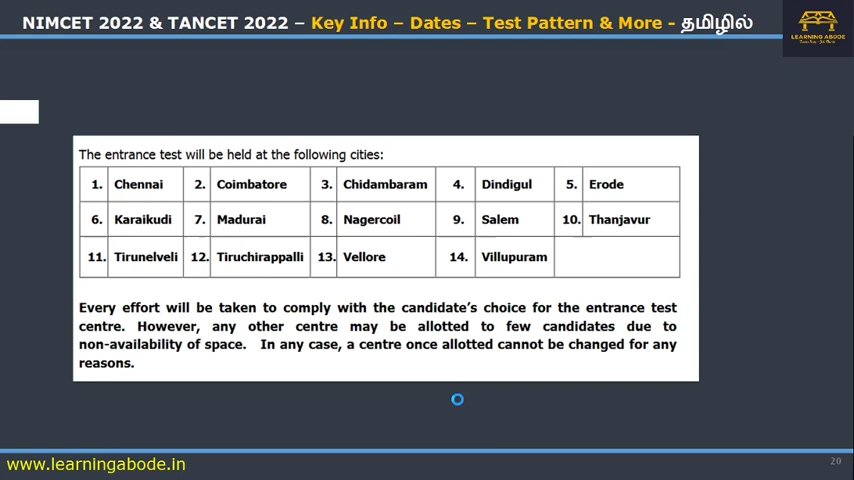 NIMCET 2022 & TANCET 2022 – Key Info – Dates – Test Pattern & More - தமிழில்
LEARNING ABODE
The entrance test will be held at the following cities:
1. Chennai 2. Coimbatore 3. Chidambaram 4. Dindigul 5. Erode
6. Karaikudi 7. Madurai 8. Nagercoil 9. Salem 10. Thanjavur
11. Tirunelveli 12. Tiruchirappalli 13. Vellore 14. Villupuram
Every effort will be taken to comply with the candidate's choice for the entrance test
centre. However, any other centre may be allotted to few candidates due to
non-availability of space. In any case, a centre once allotted cannot be changed for any
reasons.
www.learningabode.in
20